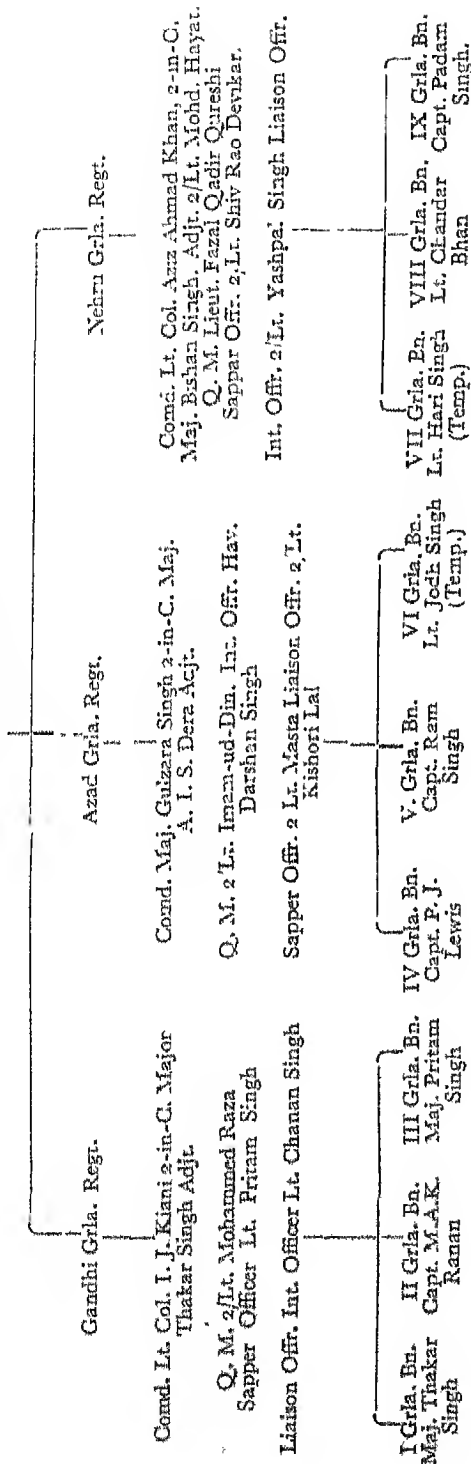 Gandhi Grla. Regt.
Comd. Lt. Col. I. J. Kiani 2-in-C. Major
Thakar Singh Adjt.
Q. M. 2/Lt. Mohammed Raza
Sapper Officer Lt. Pritam Singh
Liaison Offr. Int. Officer Lt. Chanan Singh
I Grla. Bn.
Maj. Thakar
Singh
II Grla. Bn.
Capt. M.A.K.
Ranan
III Grla. Bn.
Maj. Pritam
Singh
Azad Grla. Regt.
Comd. Maj. Gulzara Singh 2-in-C. Maj.
A. I. S. Dera Adjt.
Q. M. 2 Lt. Imam-ud-Din. Int. Offr. Hav.
Darshan Singh
Sapper Offr. 2 Lt. Masta Liaison Offr. 2/Lt.
Kishori Lal
IV Grla. Bn.
Capt. P. J.
Lewis
V. Grla. Bn.
Capt. Ram
Singh
VI Grla. Bn.
Lt. Jodh Singh
(Temp.)
Nehru Grla. Regt.
Comd. Lt. Col. Aziz Ahmad Khan, 2-in-C.
Maj. Bishan Singh. Adjt. 2/Lt. Mohd. Hayat.
Q. M. Lieut. Fazal Qadir Qureshi
Sappar Offr. 2/Lt. Shiv Rao Devikar.
Int. Offr. 2/Lt. Yashpal Singh Liaison Offr.
VII Grla. Bn.
Lt. Hari Singh
(Temp.)
VIII Grla. Bn.
Lt. Chandar
Bhan
IX Grla. Bn.
Capt. Padam
Singh.